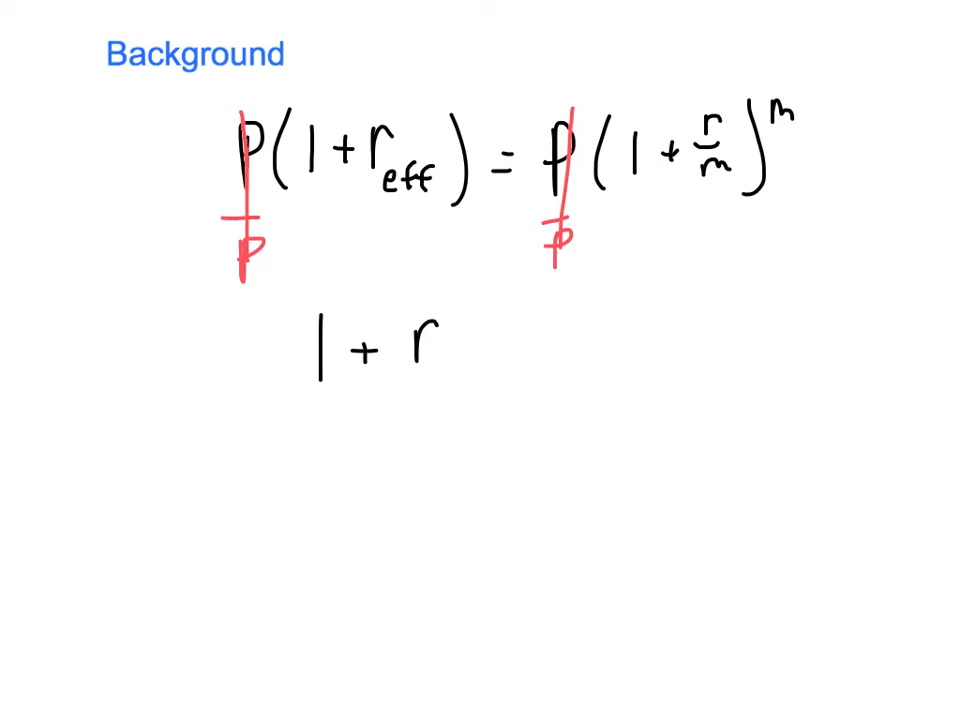 Background
P(1+r_eff) = P(1+r/m)^m
P P
1 + r